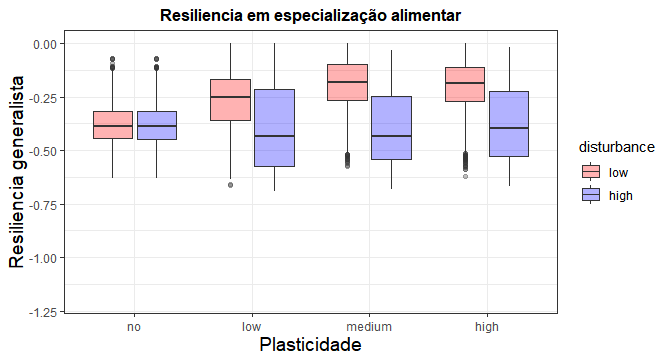 Resiliencia em especialização alimentar
Resiliencia generalista
0.00
-0.25
-0.50
-0.75
-1.00
-1.25
no
low
medium
high
Plasticidade
disturbance
low
high